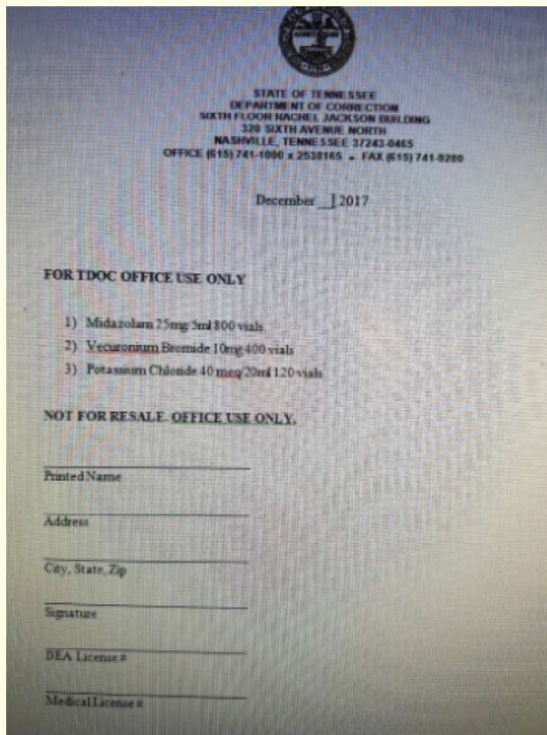 STATE OF TENNESSEE
DEPARTMENT OF CORRECTION
SIXTH FLOOR RACHEL JACKSON BUILDING
320 SIXTH AVENUE NORTH
NASHVILLE, TENNESSEE 37243-0465
OFFICE (615) 741-1000 x 2538165 - FAX (615) 741-9280
December __] 2017
FOR TDOC OFFICE USE ONLY
1) Midazolam 25mg/5ml 800 vials
2) Vecuronium Bromide 10mg 400 vials
3) Potassium Chloride 40 meq/20ml 120 vials
NOT FOR RESALE. OFFICE USE ONLY.
Printed Name
Address
City, State, Zip
Signature
DEA License #
Medical License #